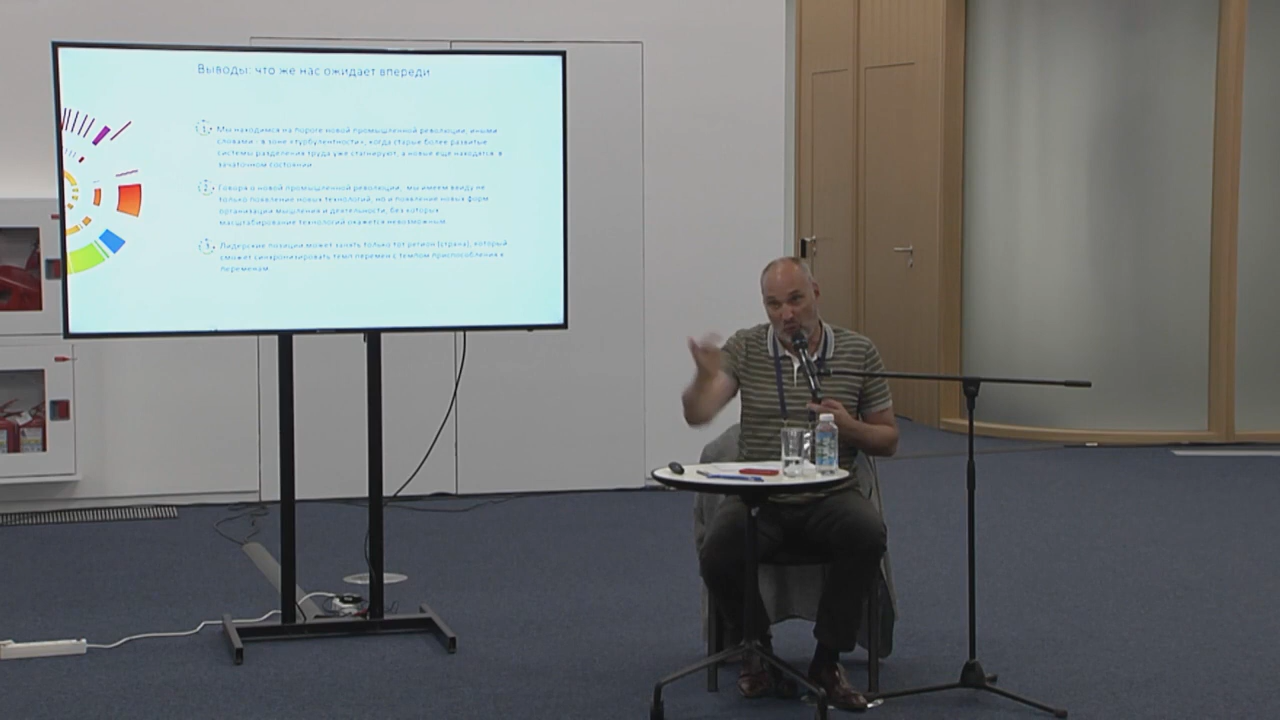 Выводы: что же нас ожидает впереди
1. Мы находимся на пороге новой промышленной революции, иными
словами - в зоне «турбулентности», когда старые более развитые
системы разделения труда уже стагнируют, а новые еще находятся в
зачаточном состоянии.
2. Говоря о новой промышленной революции, мы имеем ввиду не
только появление новых технологий, но и появление новых форм
организации мышления и деятельности, без которых
масштабирование технологий окажется невозможным.
3. Лидерские позиции может занять только тот регион (страна), который
сможет синхронизировать темп перемен с темпом приспособления к
переменам.